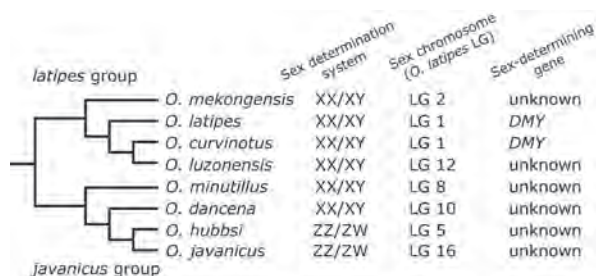 Sex determination system
Sex chromosome (O. latipes LG)
Sex-determining gene
latipes group
O. mekongensis XX/XY LG 2 unknown
O. latipes XX/XY LG 1 DMY
O. curvinotus XX/XY LG 1 DMY
O. luzonensis XX/XY LG 12 unknown
O. minutillus XX/XY LG 8 unknown
O. dancena XX/XY LG 10 unknown
O. hubbsi ZZ/ZW LG 5 unknown
O. javanicus ZZ/ZW LG 16 unknown
javanicus group